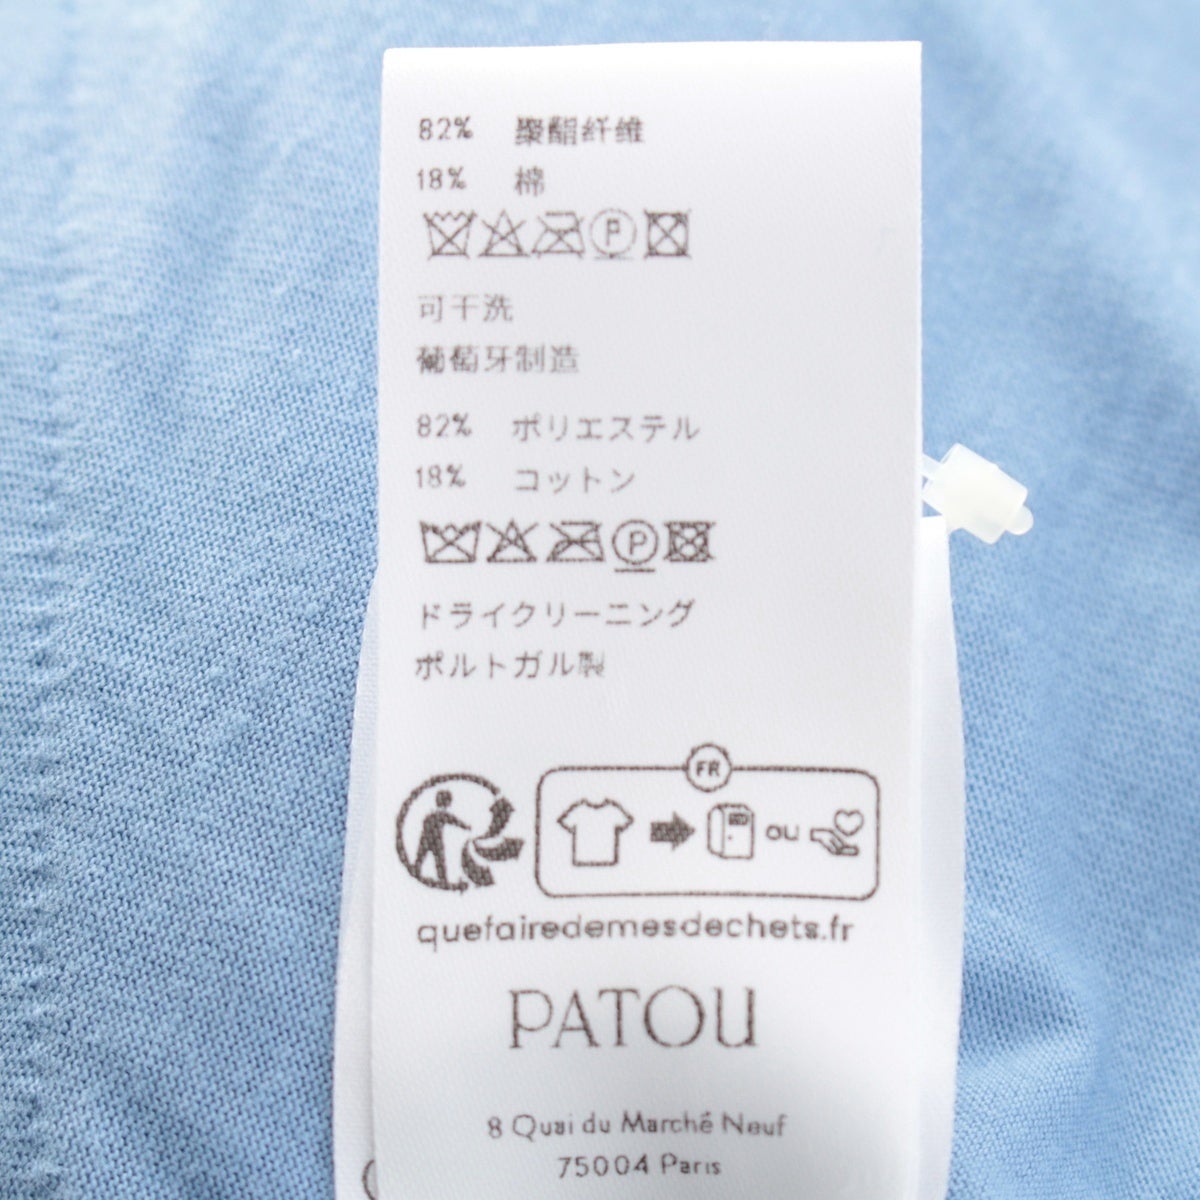 82% 聚酯纤维
18% 棉
P
可干洗
葡萄牙制造
82% ポリエステル
18% コットン
P
ドライクリーニング
ポルトガル製
FR
ou
quefairedemesdechets.fr
PATOU
8 Quai du Marché Neuf
75004 Paris